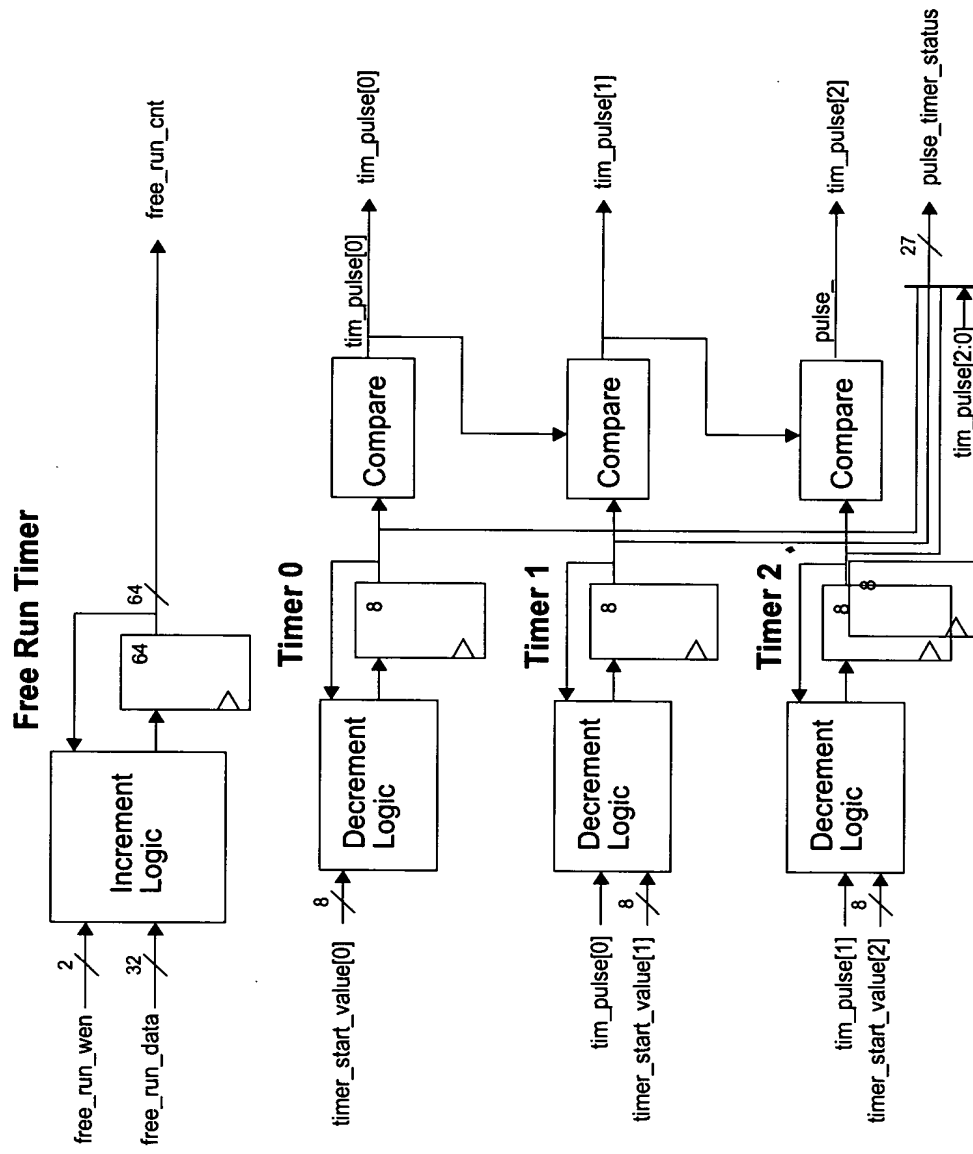 Free Run Timer
free_run_wen
2
free_run_data
32
Increment
Logic
64
64
free_run_cnt
Timer 0
timer_start_value[0]
8
Decrement
Logic
8
Compare
tim_pulse[0]
tim_pulse[0]
Timer 1
tim_pulse[0]
timer_start_value[1]
8
Decrement
Logic
8
Compare
tim_pulse[1]
Timer 2
tim_pulse[1]
timer_start_value[2]
8
Decrement
Logic
8
8
Compare
pulse_
tim_pulse[2]
27
pulse_timer_status
tim_pulse[2:0]